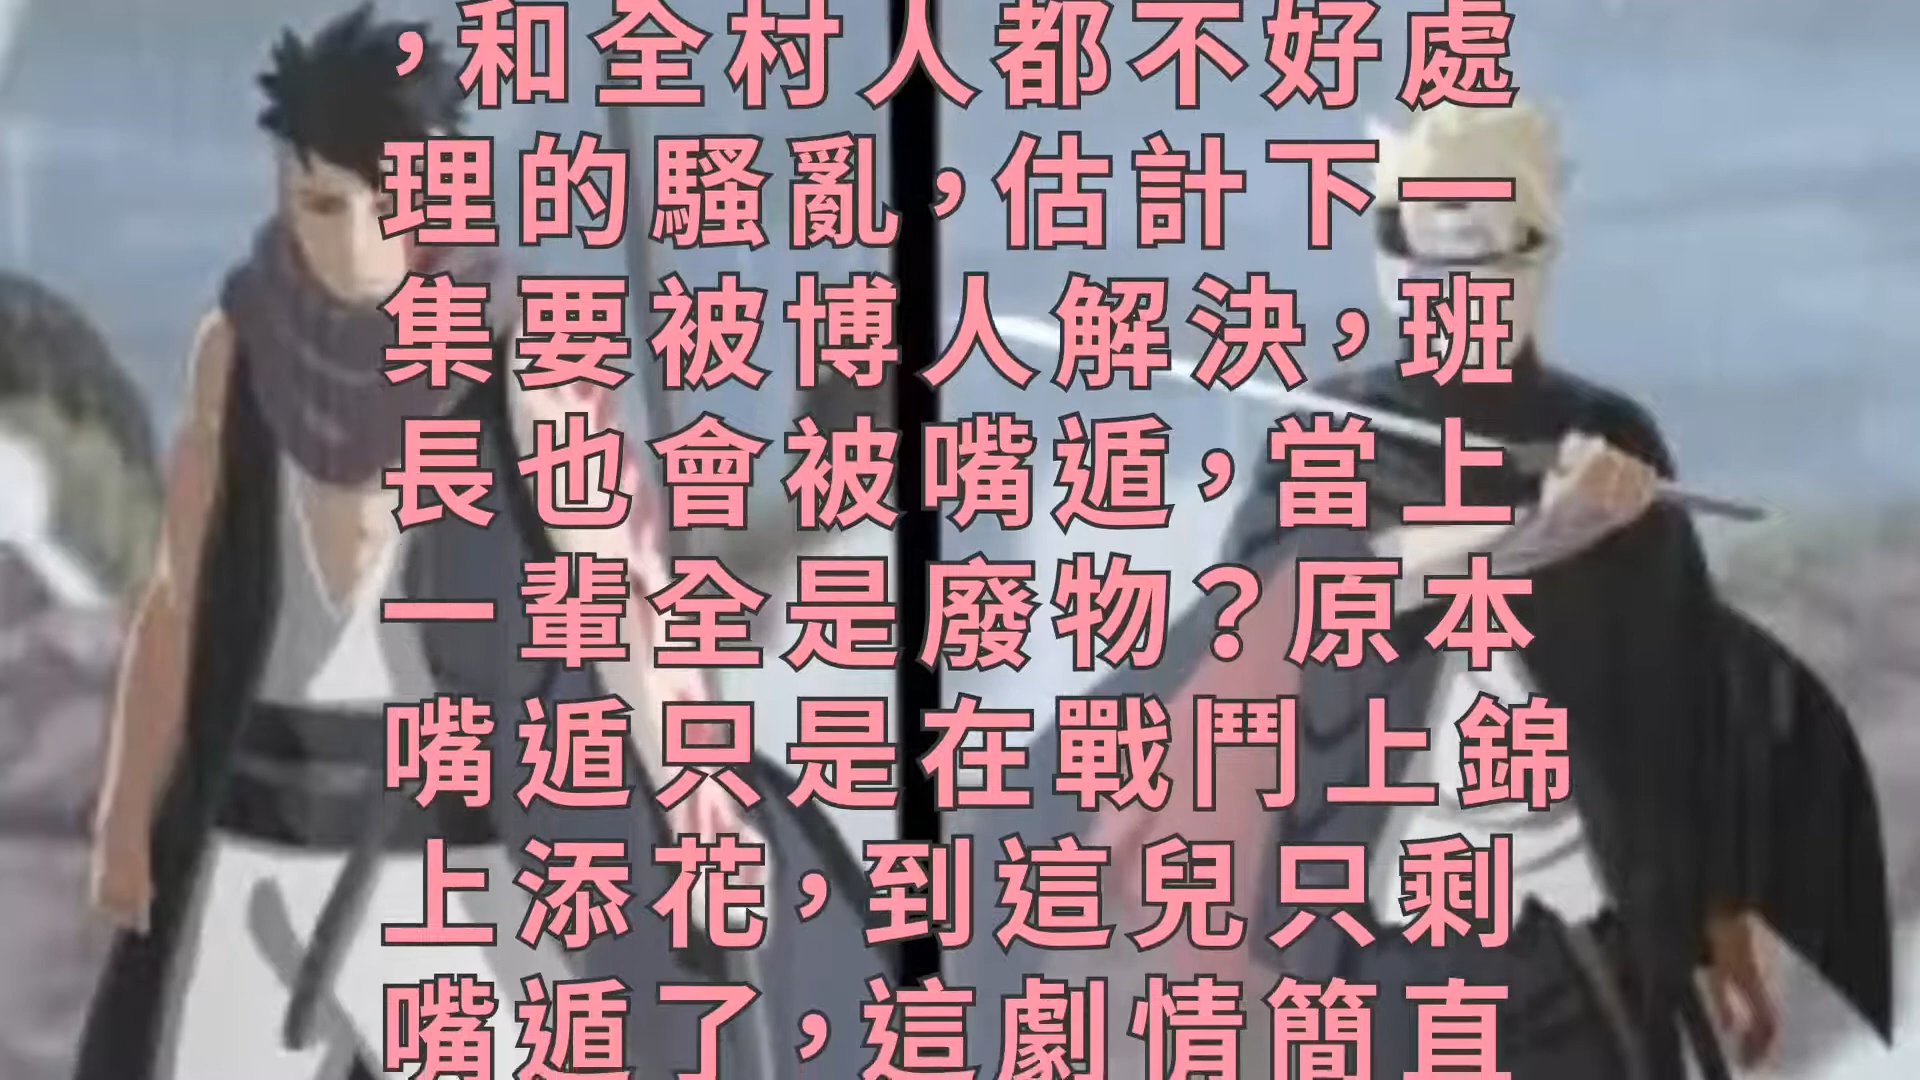 ，和全村人都不好處
理的騷亂，估計下一
集要被博人解決，班
長也會被嘴遁，當上
一輩全是廢物？原本
嘴遁只是在戰鬥上錦
上添花，到這兒只剩
嘴遁了，這劇情簡直